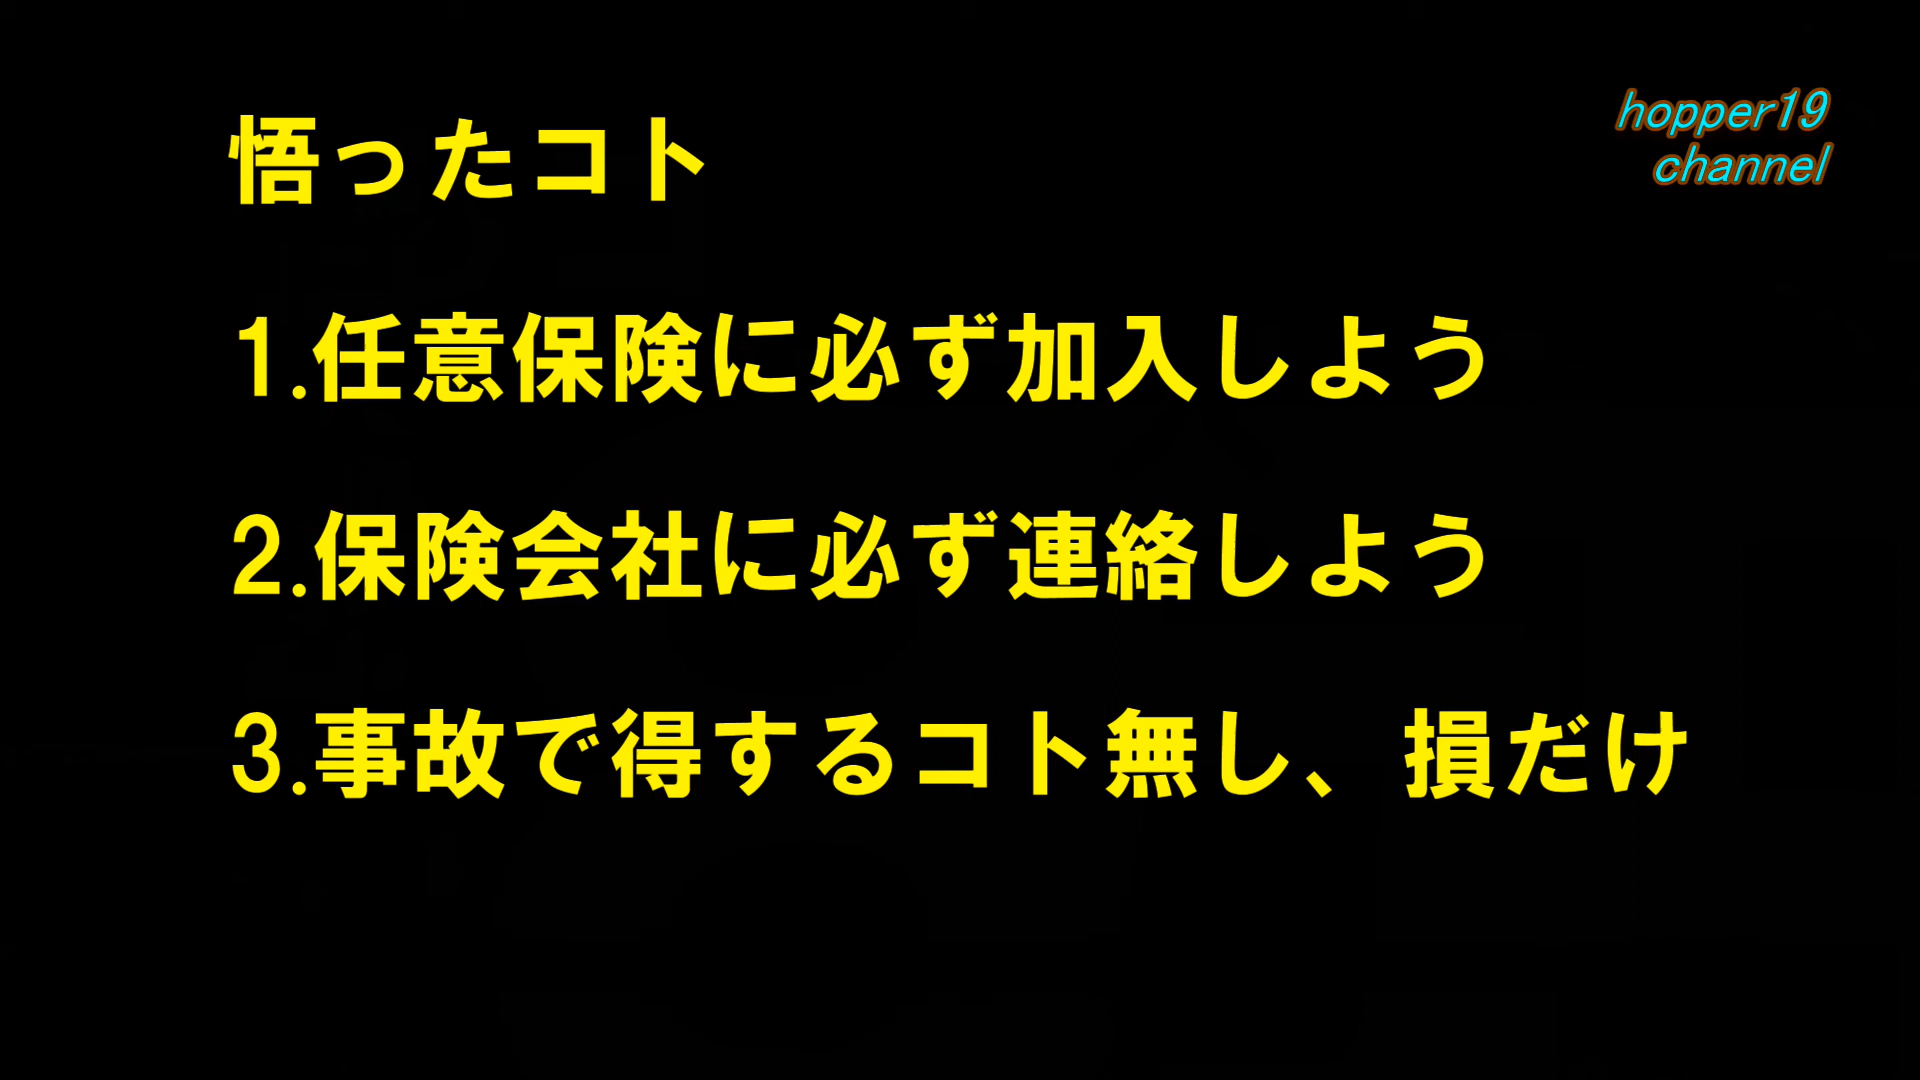 悟ったコト
hopper19
channel
1.任意保険に必ず加入しよう
2.保険会社に必ず連絡しよう
3.事故で得するコト無し、損だけ